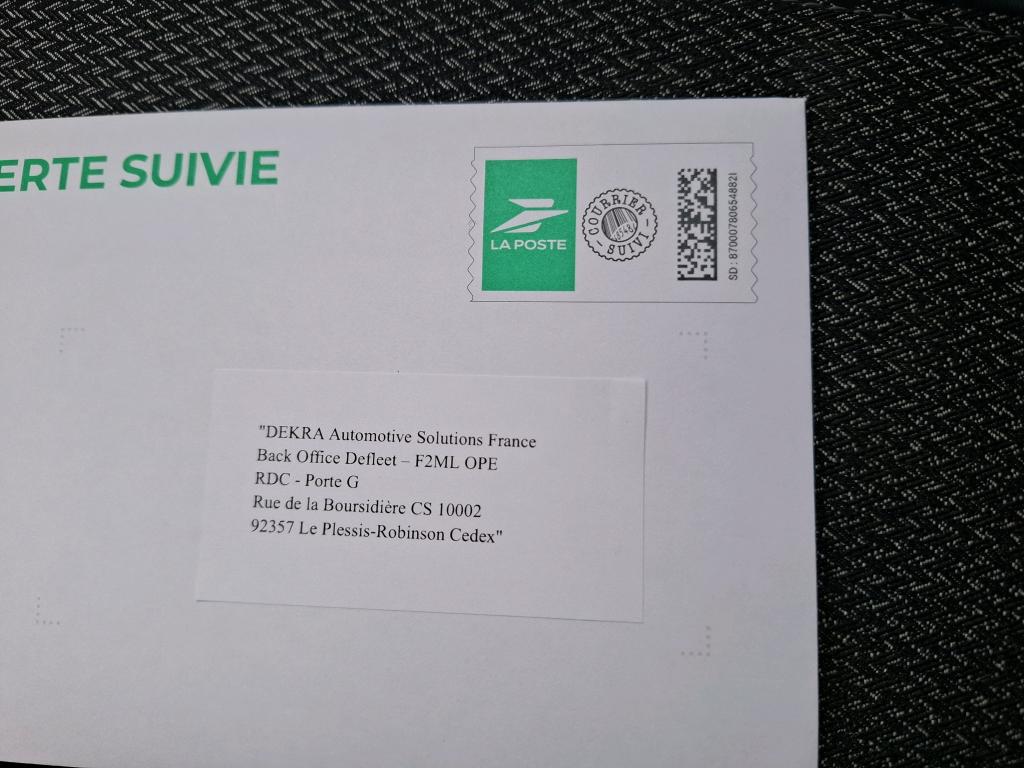 ERTE SUIVIE
LA POSTE
COURRIER
SUIVI
SD : 87000780654882I
"DEKRA Automotive Solutions France
Back Office Defleet – F2ML OPE
RDC - Porte G
Rue de la Boursidière CS 10002
92357 Le Plessis-Robinson Cedex"